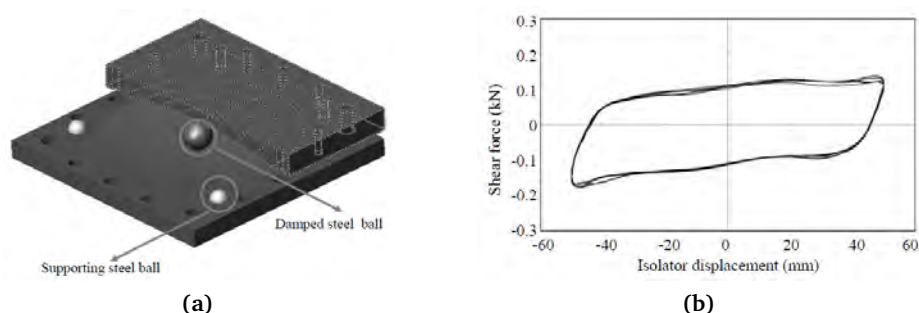 Damped steel ball
Supporting steel ball
(a)
0.3
0.2
0.1
0
-0.1
-0.2
-0.3
Shear force (kN)
-60
-40
-20
0
20
40
60
Isolator displacement (mm)
(b)